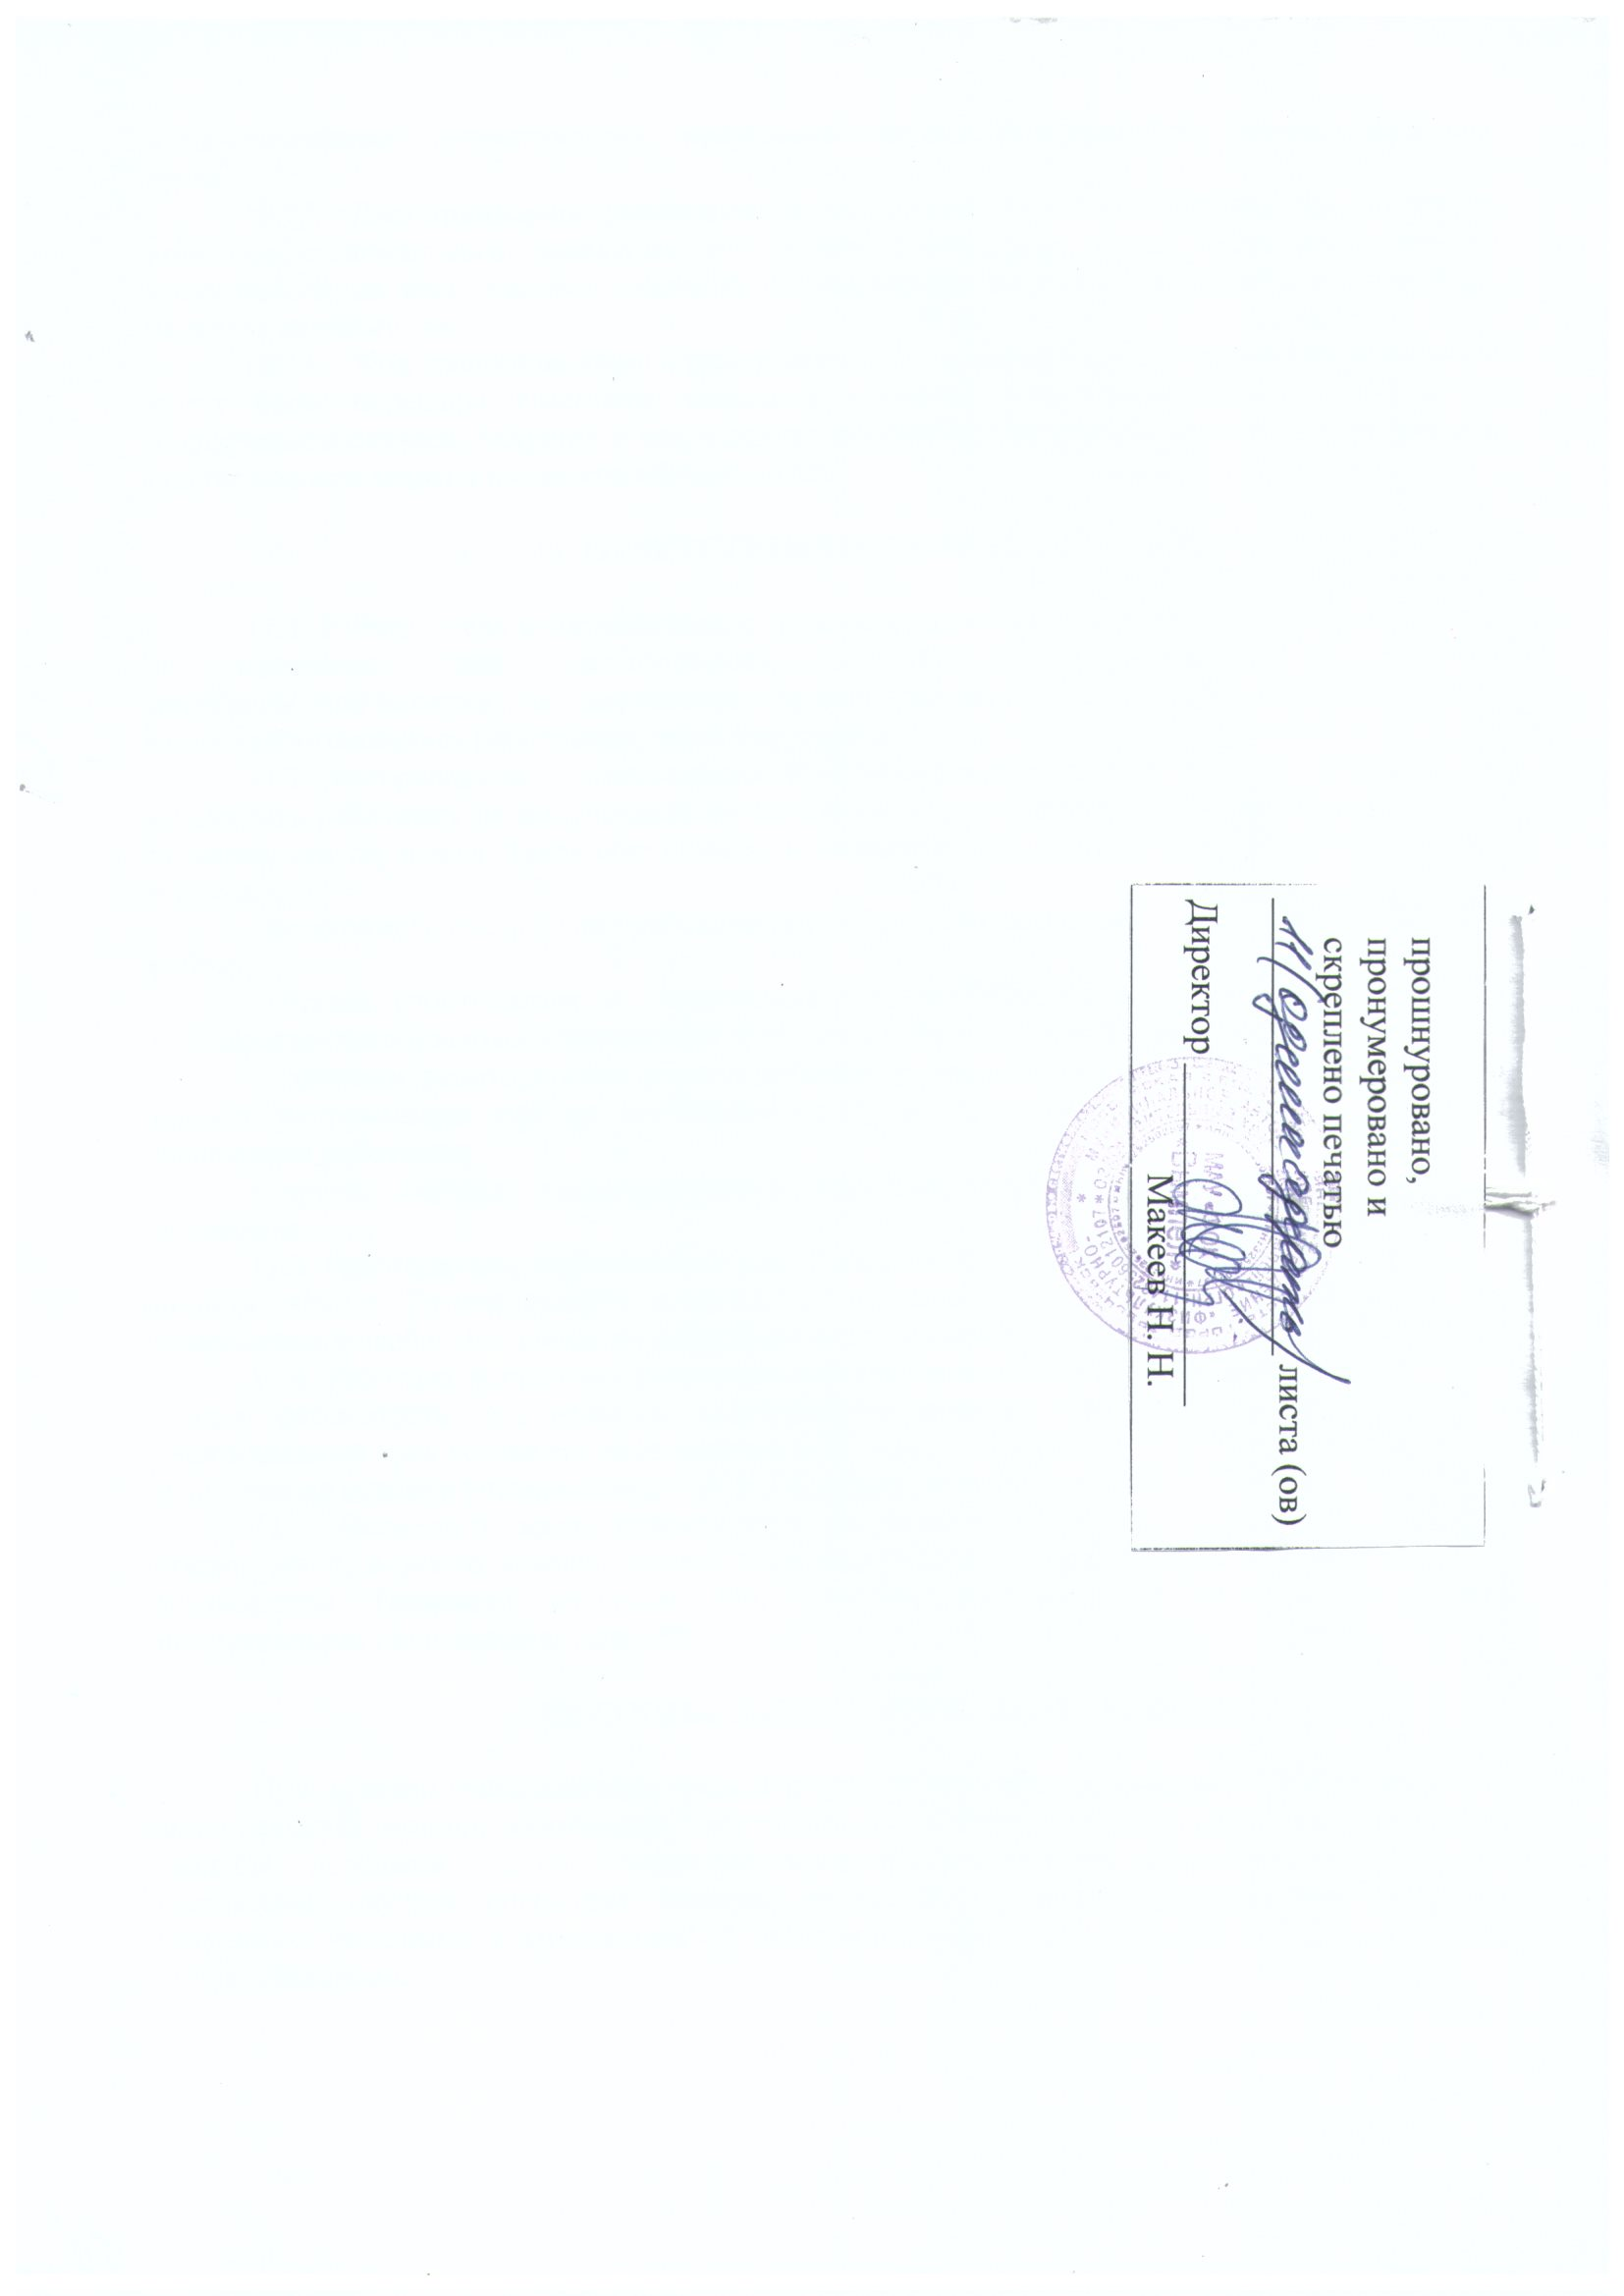 прошнуровано,
пронумеровано и
скреплено печатью
11 (одиннадцать) листа (ов)
Директор
Макеев Н. Н.